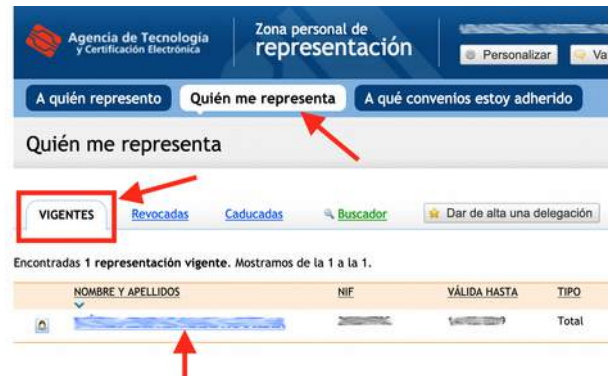 Agencia de Tecnología
y Certificación Electrónica
Zona personal de
representación
Personalizar
Va
A quién represento
Quién me representa
A qué convenios estoy adherido
Quién me representa
VIGENTES
Revocadas
Caducadas
Buscador
Dar de alta una delegación
Encontradas 1 representación vigente. Mostramos de la 1 a la 1.
NOMBRE Y APELLIDOS
NIF
VÁLIDA HASTA
TIPO
Total